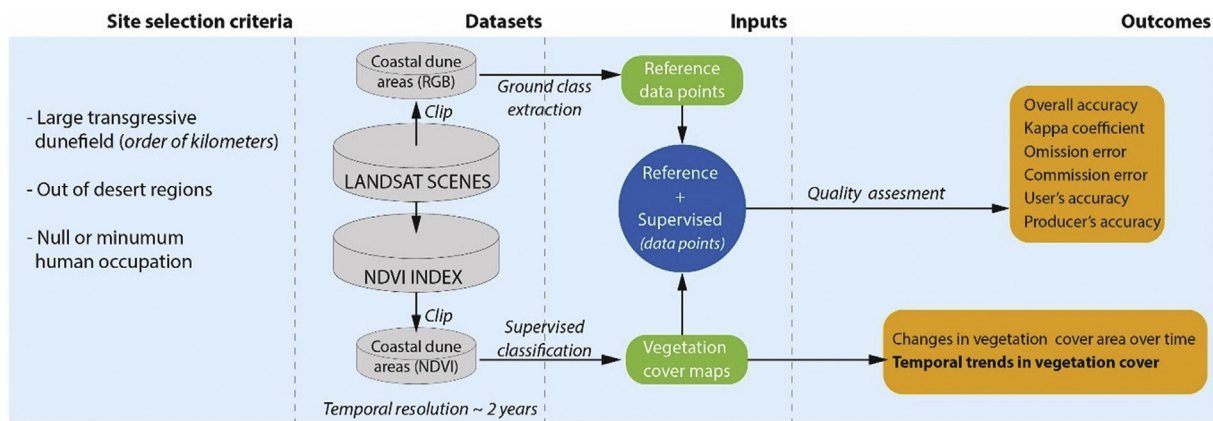 Site selection criteria
Datasets
Inputs
Outcomes
- Large transgressive
dunefield (order of kilometers)
- Out of desert regions
- Null or minumum
human occupation
Coastal dune
areas (RGB)
Clip
LANDSAT SCENES
NDVI INDEX
Clip
Coastal dune
areas (NDVI)
Temporal resolution ~ 2 years
Ground class
extraction
Supervised
classification
Reference
data points
Reference
+
Supervised
(data points)
Vegetation
cover maps
Quality assesment
Overall accuracy
Kappa coefficient
Omission error
Commission error
User's accuracy
Producer's accuracy
Changes in vegetation cover area over time
Temporal trends in vegetation cover